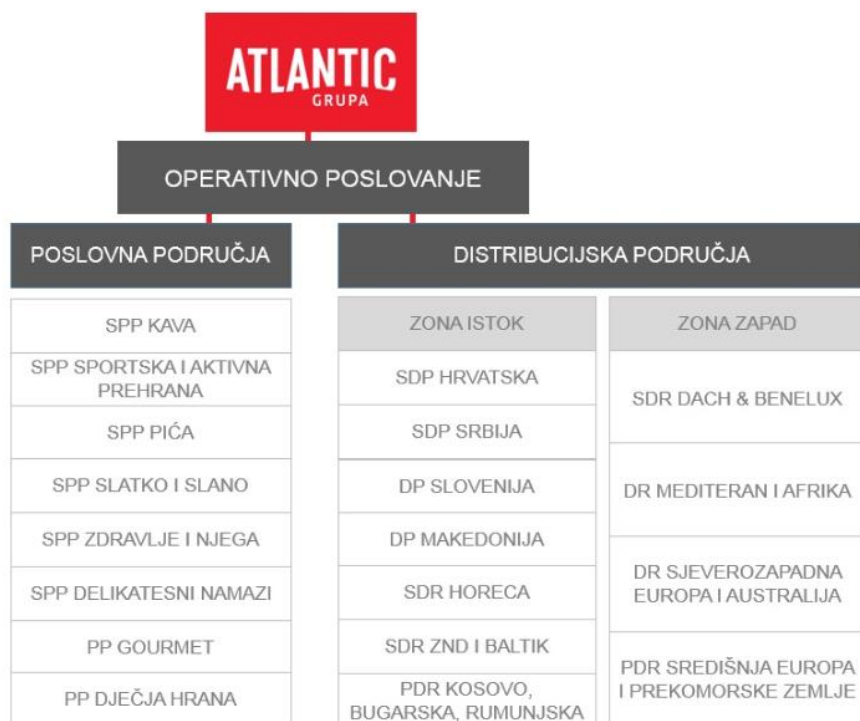 ATLANTIC
GRUPA
OPERATIVNO POSLOVANJE
POSLOVNA PODRUČJA
SPP KAVA
SPP SPORTSKA I AKTIVNA
PREHRANA
SPP PIĆA
SPP SLATKO I SLANO
SPP ZDRAVLJE I NJEGA
SPP DELIKATESNI NAMAZI
PP GOURMET
PP DJEČJA HRANA
DISTRIBUCIJSKA PODRUČJA
ZONA ISTOK
SDP HRVATSKA
SDP SRBIJA
DP SLOVENIJA
DP MAKEDONIJA
SDR HORECA
SDR ZND I BALTIK
PDR KOSOVO,
BUGARSKA, RUMUNJSKA
ZONA ZAPAD
SDR DACH & BENELUX
DR MEDITERAN I AFRIKA
DR SJEVEROZAPADNA
EUROPA I AUSTRALIJA
PDR SREDIŠNJA EUROPA
I PREKOMORSKE ZEMLJE